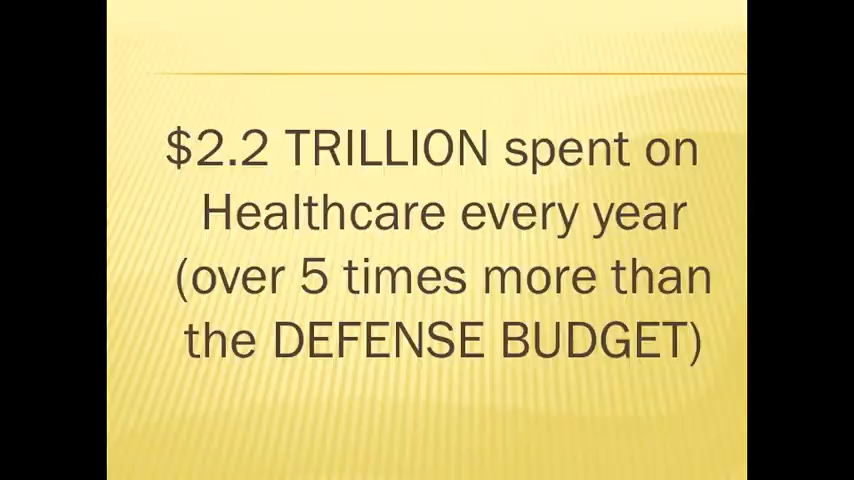 $2.2 TRILLION spent on
Healthcare every year
(over 5 times more than
the DEFENSE BUDGET)